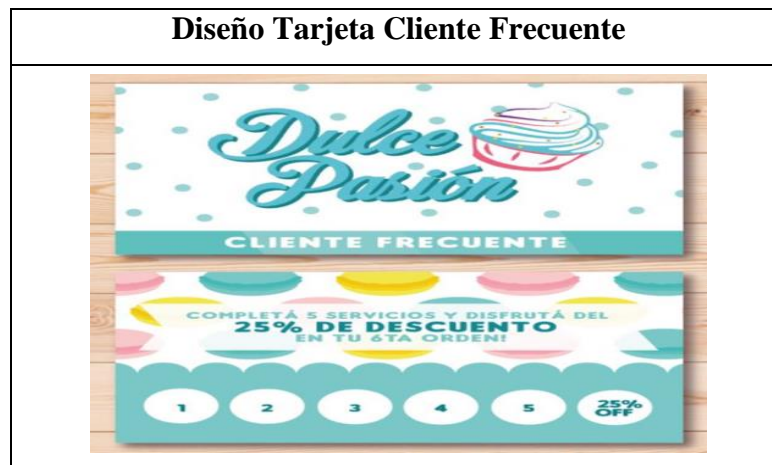 Diseño Tarjeta Cliente Frecuente
Dulce
Pasión
CLIENTE FRECUENTE
COMPLETÁ 5 SERVICIOS Y DISFRUTÁ DEL
25% DE DESCUENTO
EN TU 6TA ORDEN!
1 2 3 4 5 25%
OFF